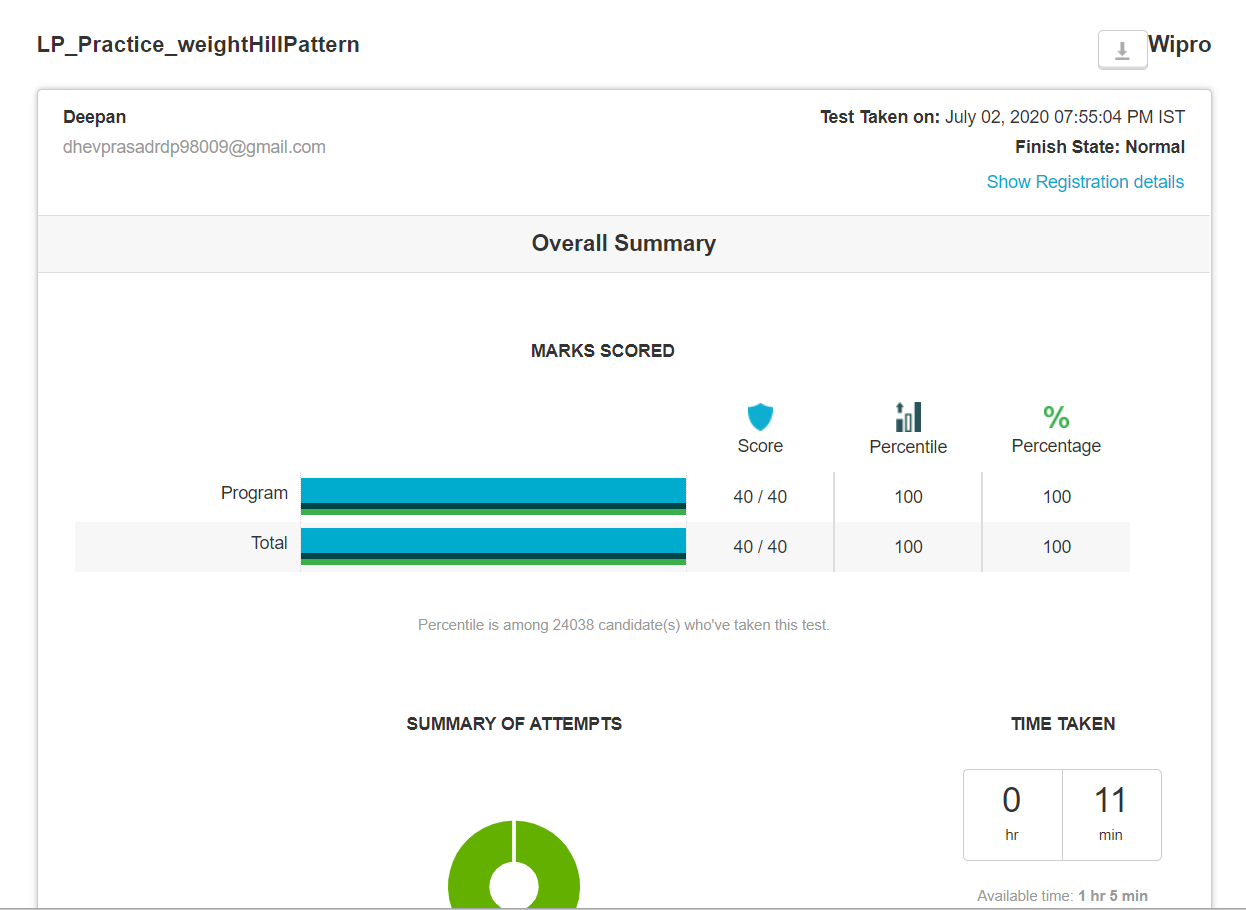 LP_Practice_weightHillPattern
Wipro
Deepan
Test Taken on: July 02, 2020 07:55:04 PM IST
dhevprasadrdp98009@gmail.com
Finish State: Normal
Show Registration details
Overall Summary
MARKS SCORED
%
Score Percentile Percentage
Program 40 / 40 100 100
Total 40 / 40 100 100
Percentile is among 24038 candidate(s) who've taken this test.
SUMMARY OF ATTEMPTS
TIME TAKEN
0 11
hr min
Available time: 1 hr 5 min